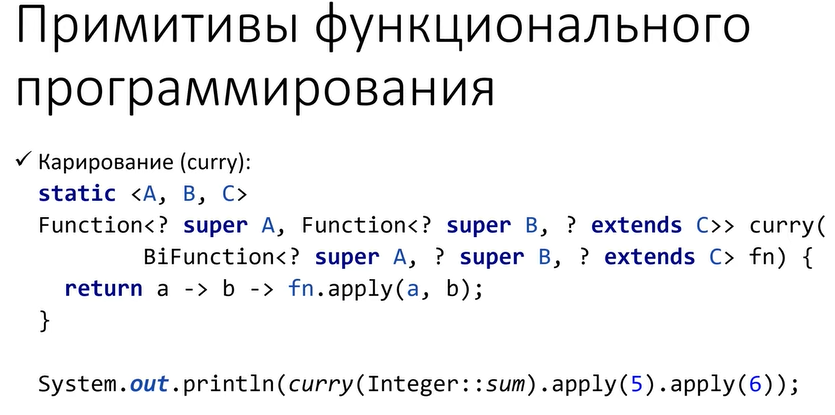 Примитивы функционального
программирования
✓ Карирование (curry):
static <A, B, C>
Function<? super A, Function<? super B, ? extends C>> curry(
BiFunction<? super A, ? super B, ? extends C> fn) {
return a -> b -> fn.apply(a, b);
}
System.out.println(curry(Integer::sum).apply(5).apply(6));